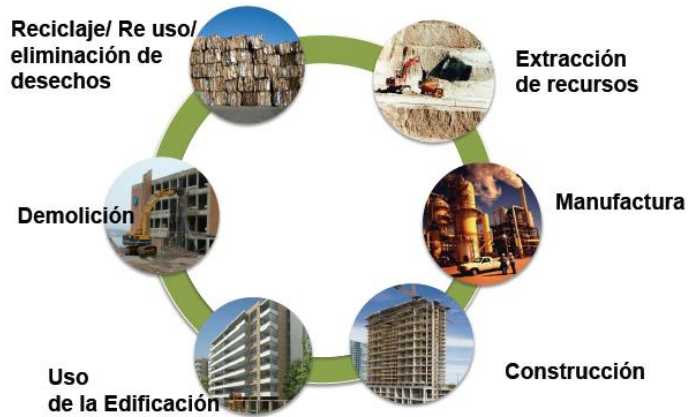 Reciclaje/ Re uso/
eliminación de
desechos
Extracción
de recursos
Manufactura
Construcción
Uso
de la Edificación
Demolición